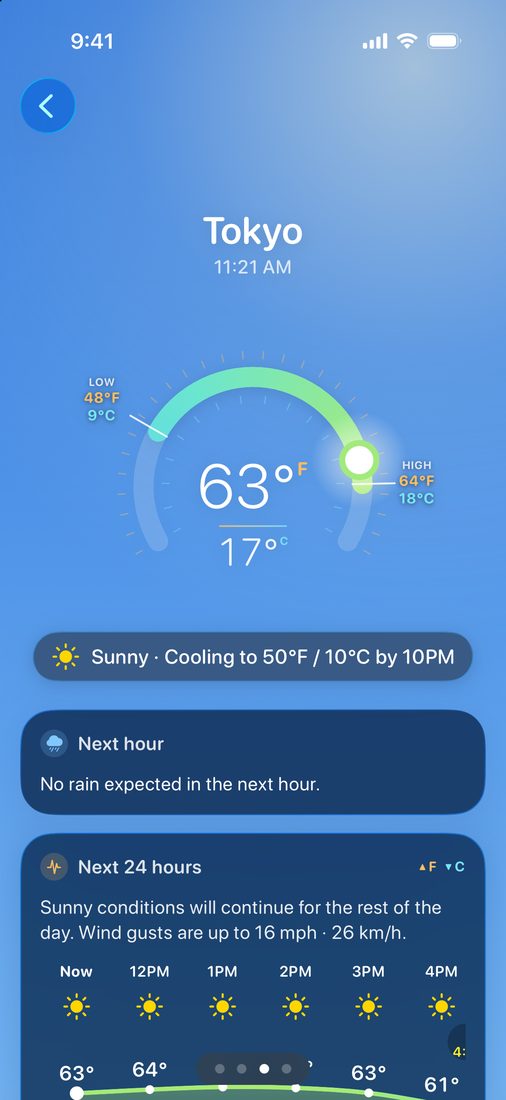 9:41
Tokyo
11:21 AM
LOW
48°F
9°C
63°F
17°C
HIGH
64°F
18°C
Sunny · Cooling to 50°F / 10°C by 10PM
Next hour
No rain expected in the next hour.
Next 24 hours
▲F ▼C
Sunny conditions will continue for the rest of the
day. Wind gusts are up to 16 mph · 26 km/h.
Now 12PM 1PM 2PM 3PM 4PM
4:
63° 64° 63° 61°